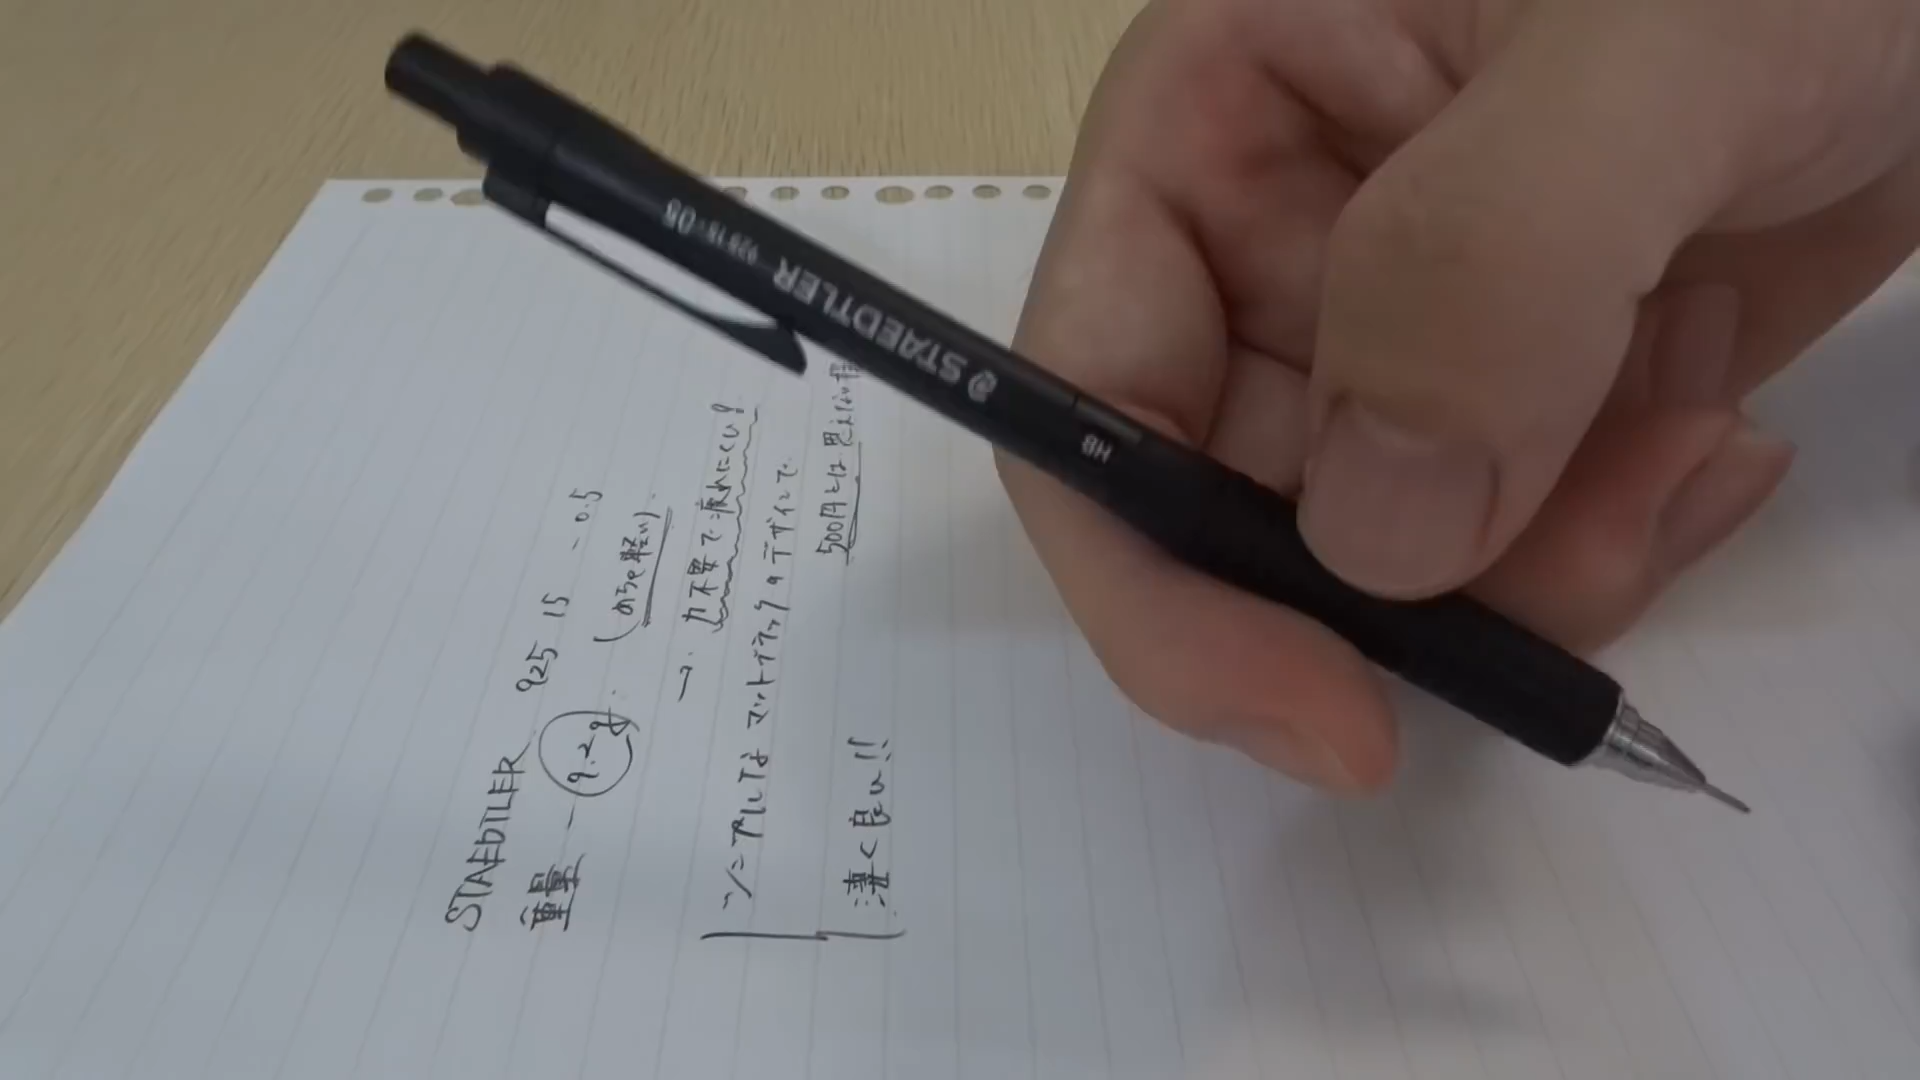 STAEDTLER 925 15 - 0.5
重量 - 9.2g. (めちゃ軽い).
→ 力不要で疲れにくい!
シンプルでなマットブラックのデザインで.
500円とは思えない
凄く良い!!
STAEDTLER 925 15-05
HB